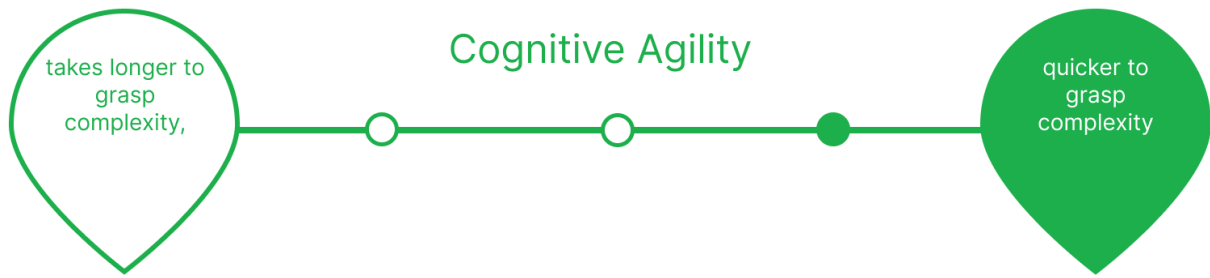 Cognitive Agility
takes longer to
grasp
complexity,
quicker to
grasp
complexity